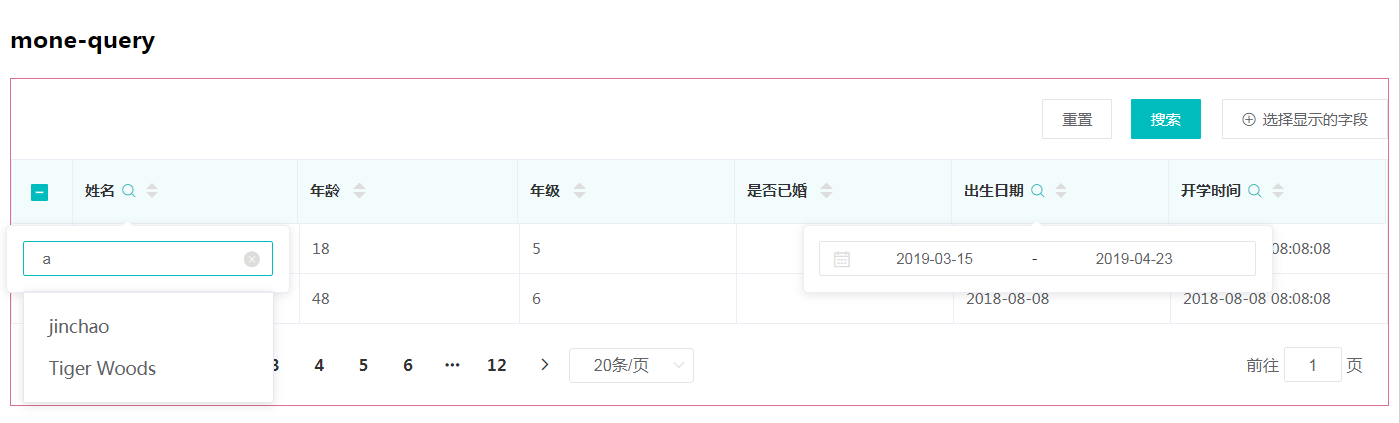 mone-query
重置 搜索 选择显示的字段
姓名 年龄 年级 是否已婚 出生日期 开学时间
a 18 5 2019-03-15 - 2019-04-23 08:08:08
48 6 2018-08-08 2018-08-08 08:08:08
jinchao
Tiger Woods
4 5 6 ••• 12 20条/页 前往 1 页